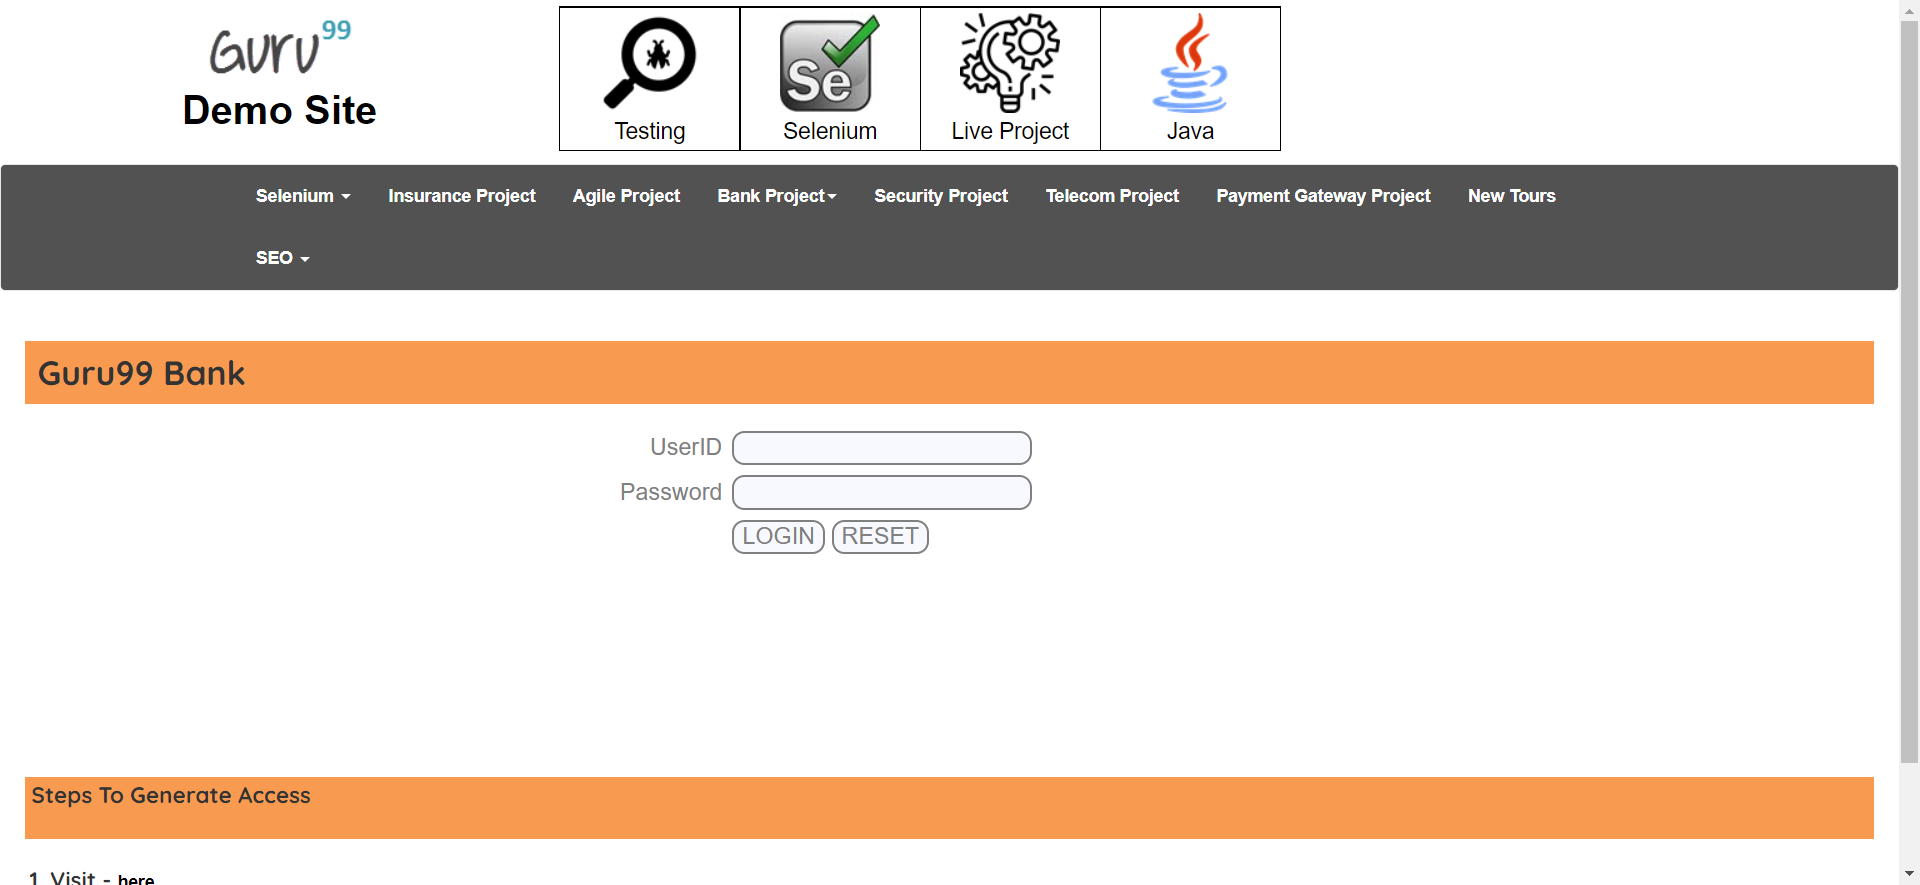 Guru99
Demo Site
Testing
Se
Selenium
Live Project
Java
Selenium Insurance Project Agile Project Bank Project Security Project Telecom Project Payment Gateway Project New Tours
SEO
Guru99 Bank
UserID
Password
LOGIN RESET
Steps To Generate Access
1. Visit - here